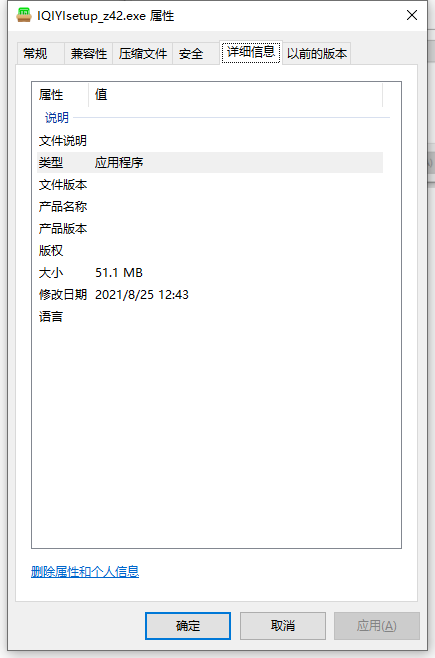 IQIYIsetup_z42.exe 属性
常规 兼容性 压缩文件 安全 详细信息 以前的版本
属性 值
说明
文件说明
类型 应用程序
文件版本
产品名称
产品版本
版权
大小 51.1 MB
修改日期 2021/8/25 12:43
语言
删除属性和个人信息
确定 取消 应用(A)